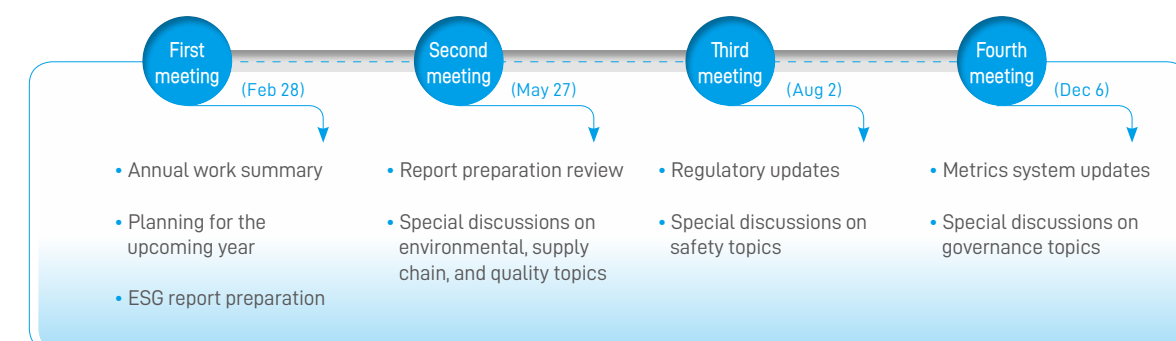 First
meeting
(Feb 28)
• Annual work summary
• Planning for the
upcoming year
• ESG report preparation
Second
meeting
(May 27)
• Report preparation review
• Special discussions on
environmental, supply
chain, and quality topics
Third
meeting
(Aug 2)
• Regulatory updates
• Special discussions on
safety topics
Fourth
meeting
(Dec 6)
• Metrics system updates
• Special discussions on
governance topics